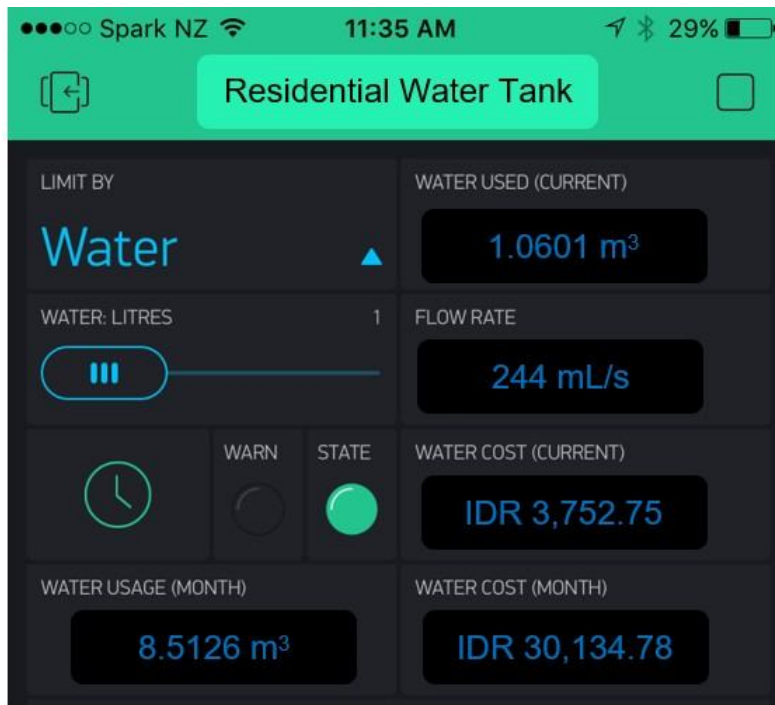 Spark NZ 11:35 AM 29%
Residential Water Tank
LIMIT BY
Water
WATER USED (CURRENT)
1.0601 m³
WATER: LITRES 1
FLOW RATE
244 mL/s
WARN STATE
WATER COST (CURRENT)
IDR 3,752.75
WATER USAGE (MONTH)
8.5126 m³
WATER COST (MONTH)
IDR 30,134.78